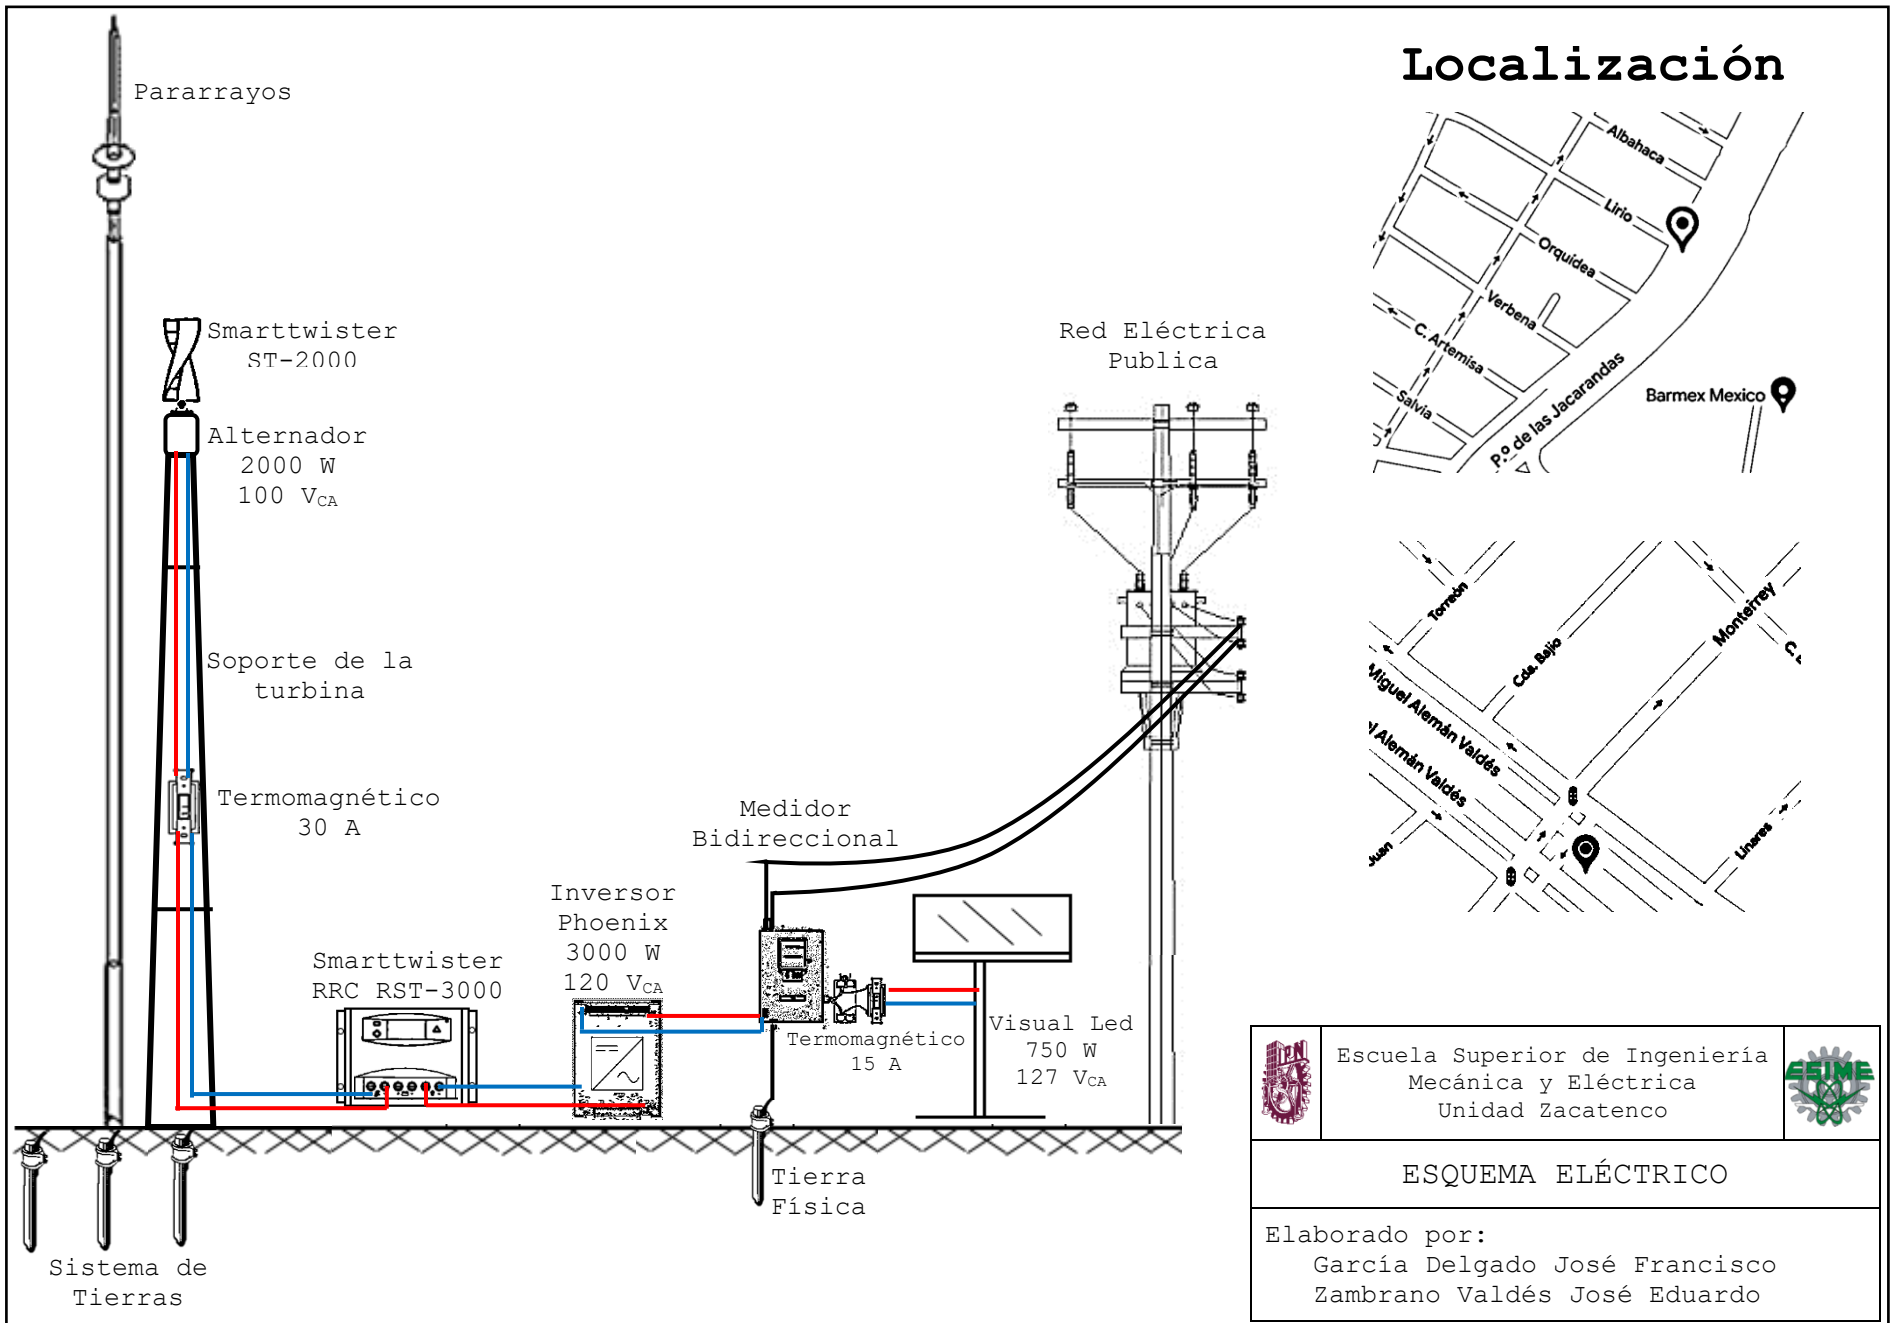 Localización
Pararrayos
Smarttwister
ST-2000
Alternador
2000 W
100 VCA
Soporte de la
turbina
Termomagnético
30 A
Smarttwister
RRC RST-3000
Inversor
Phoenix
3000 W
120 VCA
Medidor
Bidireccional
Termomagnético
15 A
Visual Led
750 W
127 VCA
Red Eléctrica
Publica
Tierra
Física
Sistema de
Tierras
Albahaca
Lirio
Orquídea
Verbena
C. Artemisa
Salvia
P.º de las Jacarandas
Barmex Mexico
Torreón
Cda. Bajío
Monterrey
Miguel Alemán Valdés
l Alemán Valdés
Juan
Linares
IPN
Escuela Superior de Ingeniería
Mecánica y Eléctrica
Unidad Zacatenco
ESIME
ESQUEMA ELÉCTRICO
Elaborado por:
García Delgado José Francisco
Zambrano Valdés José Eduardo